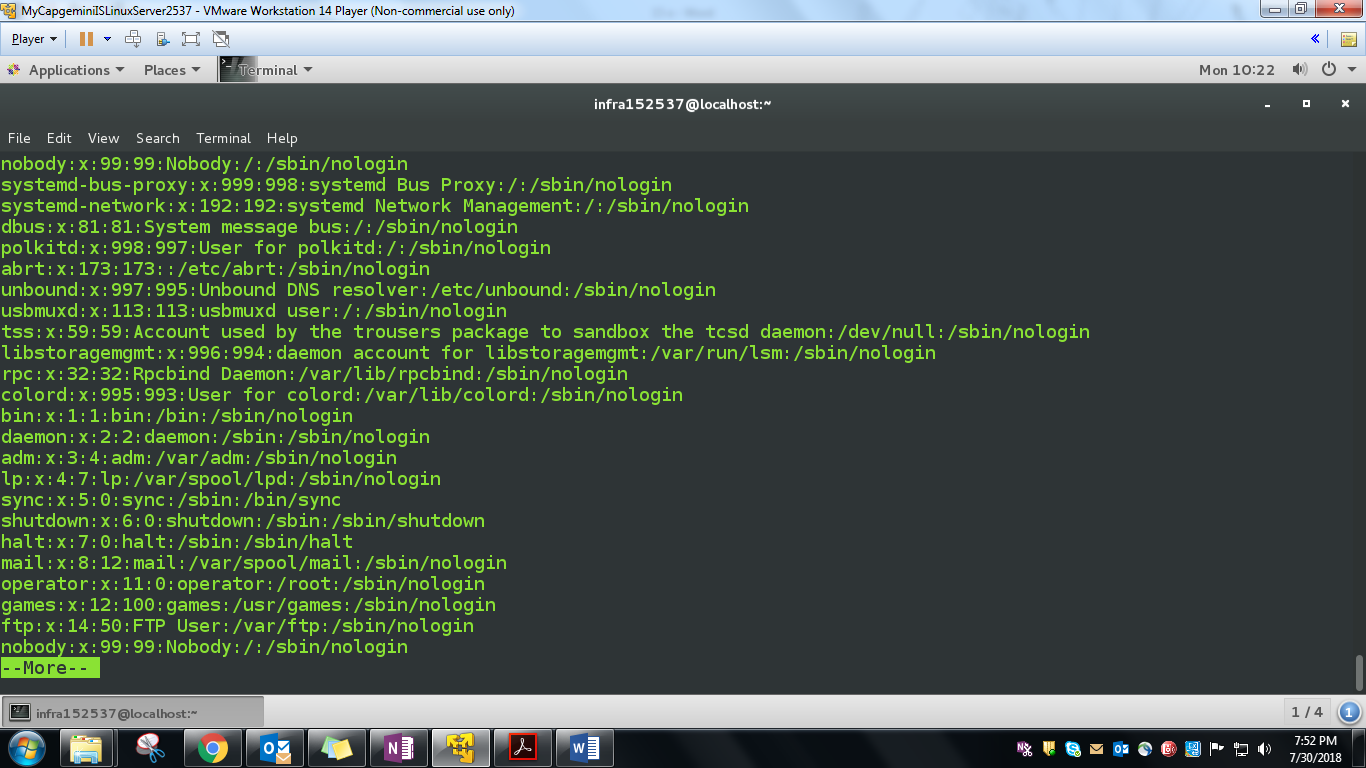 MyCapgeminiISLinuxServer2537 - VMware Workstation 14 Player (Non-commercial use only)
Player
Applications Places Terminal Mon 10:22
infra152537@localhost:~
File Edit View Search Terminal Help
nobody:x:99:99:Nobody:/:/sbin/nologin
systemd-bus-proxy:x:999:998:systemd Bus Proxy:/:/sbin/nologin
systemd-network:x:192:192:systemd Network Management:/:/sbin/nologin
dbus:x:81:81:System message bus:/:/sbin/nologin
polkitd:x:998:997:User for polkitd:/:/sbin/nologin
abrt:x:173:173::/etc/abrt:/sbin/nologin
unbound:x:997:995:Unbound DNS resolver:/etc/unbound:/sbin/nologin
usbmuxd:x:113:113:usbmuxd user:/:/sbin/nologin
tss:x:59:59:Account used by the trousers package to sandbox the tcsd daemon:/dev/null:/sbin/nologin
libstoragemgmt:x:996:994:daemon account for libstoragemgmt:/var/run/lsm:/sbin/nologin
rpc:x:32:32:Rpcbind Daemon:/var/lib/rpcbind:/sbin/nologin
colord:x:995:993:User for colord:/var/lib/colord:/sbin/nologin
bin:x:1:1:bin:/bin:/sbin/nologin
daemon:x:2:2:daemon:/sbin:/sbin/nologin
adm:x:3:4:adm:/var/adm:/sbin/nologin
lp:x:4:7:lp:/var/spool/lpd:/sbin/nologin
sync:x:5:0:sync:/sbin:/bin/sync
shutdown:x:6:0:shutdown:/sbin:/sbin/shutdown
halt:x:7:0:halt:/sbin:/sbin/halt
mail:x:8:12:mail:/var/spool/mail:/sbin/nologin
operator:x:11:0:operator:/root:/sbin/nologin
games:x:12:100:games:/usr/games:/sbin/nologin
ftp:x:14:50:FTP User:/var/ftp:/sbin/nologin
nobody:x:99:99:Nobody:/:/sbin/nologin
--More--
infra152537@localhost:~ 1 / 4 1
7:52 PM
7/30/2018